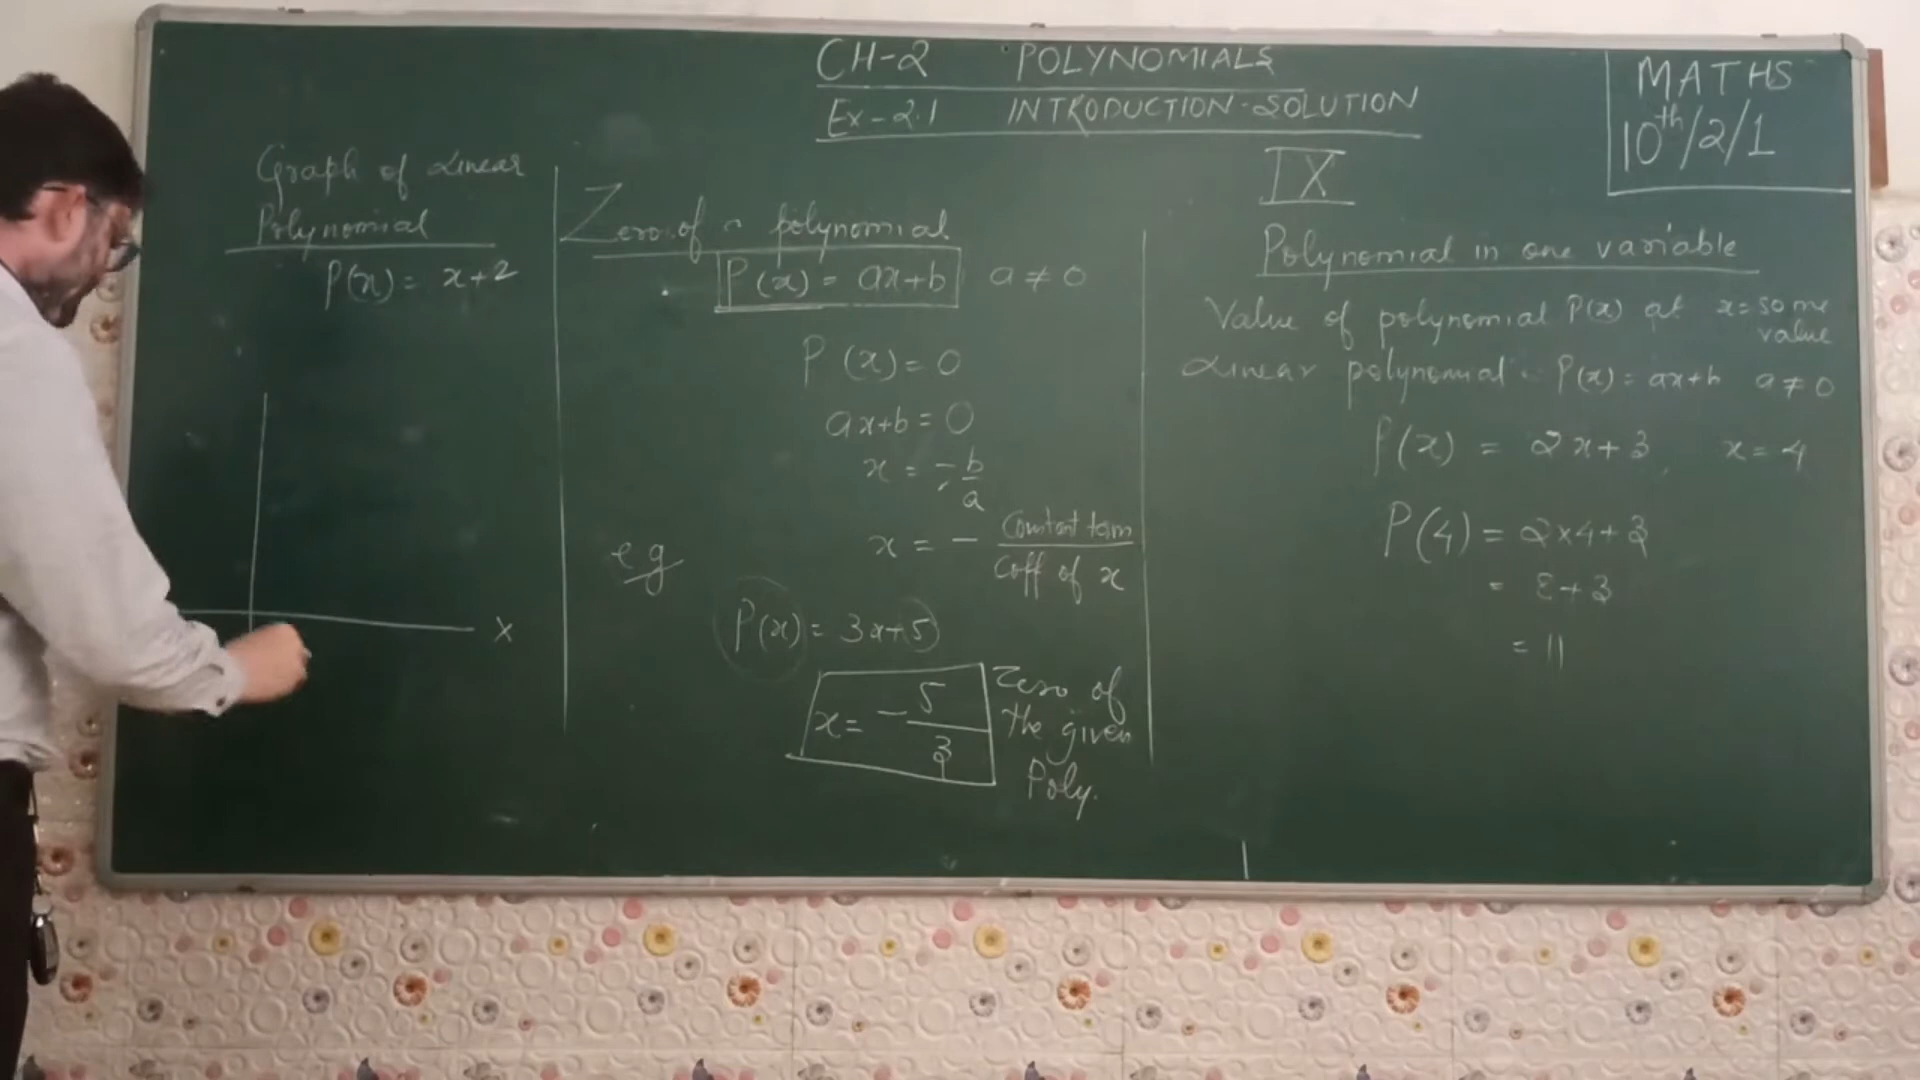 CH-2 POLYNOMIALS
Ex-2.1 INTRODUCTION-SOLUTION
MATHS
10th/2/1
IX
Graph of Linear
Polynomial
P(x) = x+2
X
Zero of a polynomial
P(x) = ax+b a ≠ 0
P(x) = 0
ax+b = 0
x = -b/a
x = - Constant term / Coff of x
eg
P(x) = 3x+5
x = -5/3
Zero of
the given
Poly.
Polynomial in one variable
Value of polynomial P(x) at x = some
value
Linear polynomial : P(x) = ax+b a ≠ 0
P(x) = 2x+3, x = 4
P(4) = 2x4+3
= 8+3
= 11